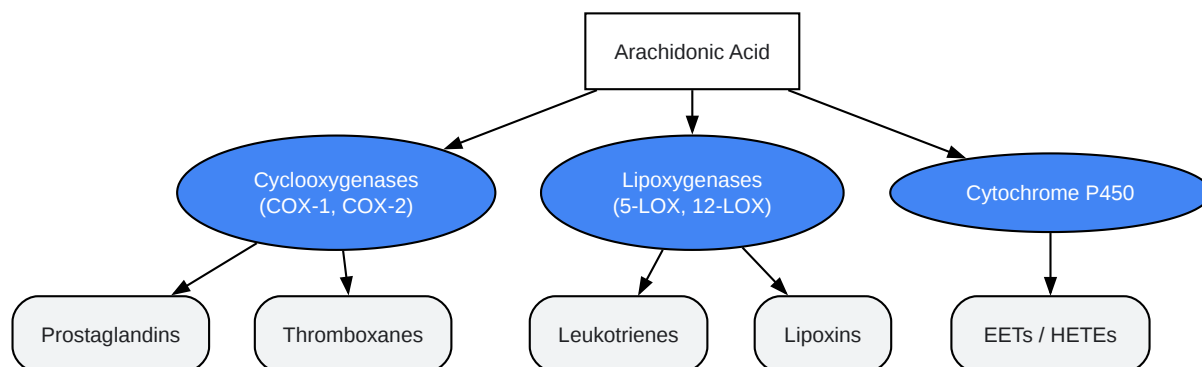 Arachidonic Acid
Cyclooxygenases
(COX-1, COX-2)
Lipoxygenases
(5-LOX, 12-LOX)
Cytochrome P450
Prostaglandins
Thromboxanes
Leukotrienes
Lipoxins
EETs / HETEs